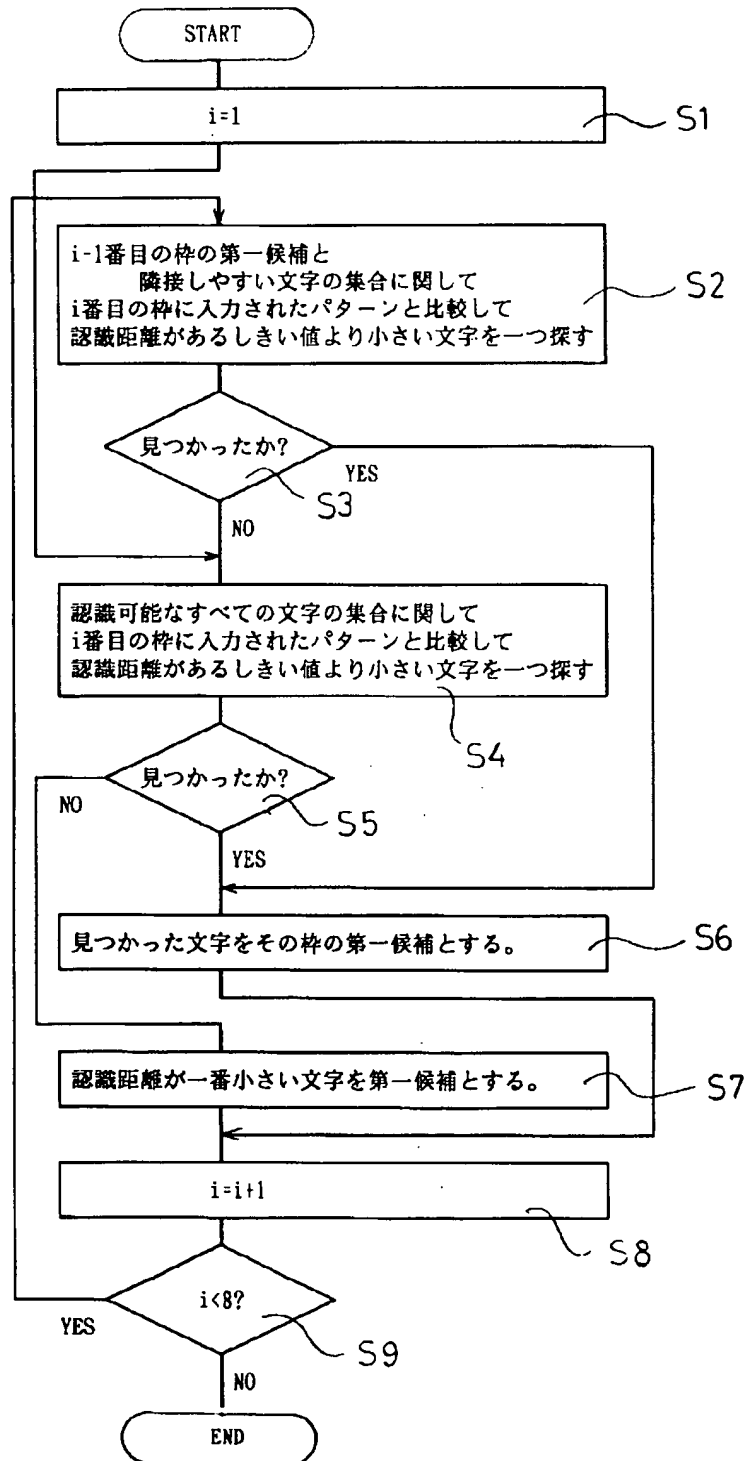 START
i=1
S1
i-1番目の枠の第一候補と
隣接しやすい文字の集合に関して
i番目の枠に入力されたパターンと比較して
認識距離があるしきい値より小さい文字を一つ探す
S2
見つかったか?
YES
S3
NO
認識可能なすべての文字の集合に関して
i番目の枠に入力されたパターンと比較して
認識距離があるしきい値より小さい文字を一つ探す
S4
見つかったか?
NO
S5
YES
見つかった文字をその枠の第一候補とする。
S6
認識距離が一番小さい文字を第一候補とする。
S7
i=i+1
S8
i<8?
YES
S9
NO
END